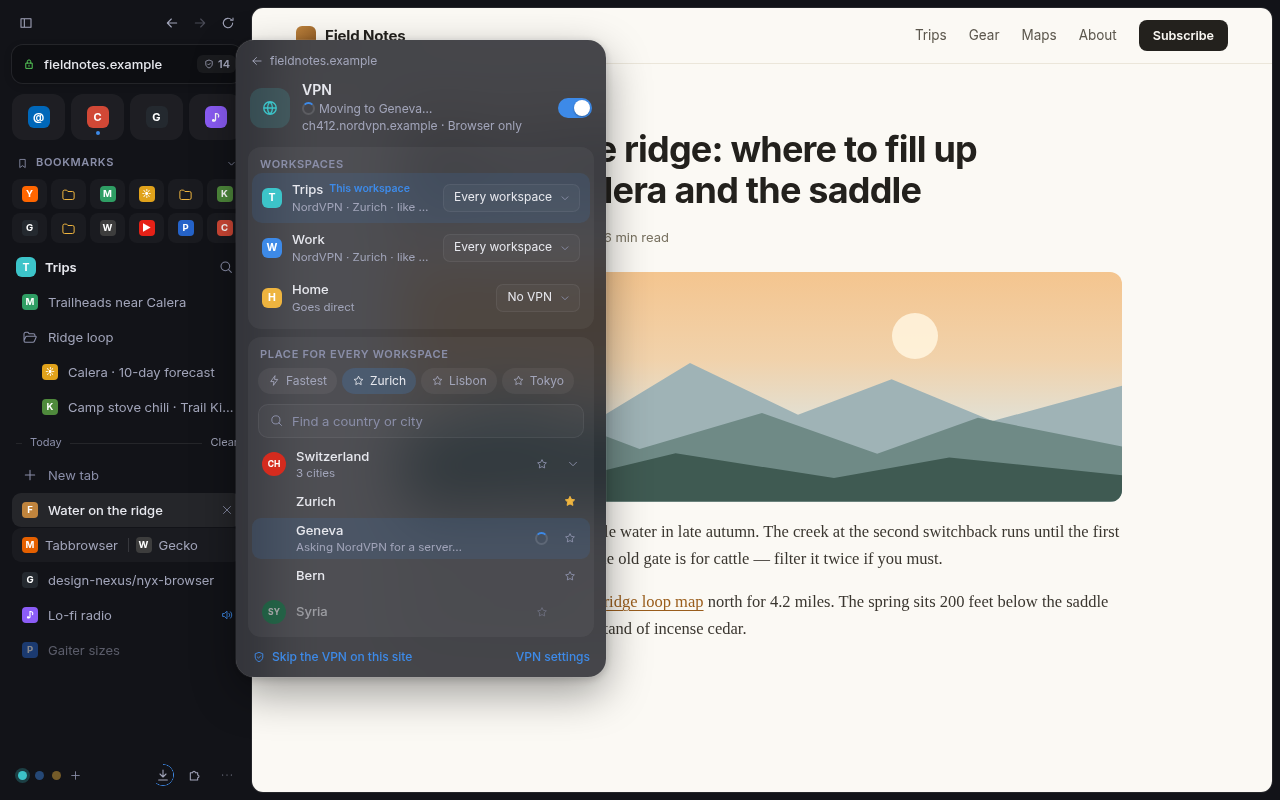 fieldnotes.example
14
@
C
G
BOOKMARKS
Y
M
K
G
W
P
C
T Trips
M Trailheads near Calera
Ridge loop
Calera · 10-day forecast
K Camp stove chili · Trail Ki...
Today
Clear
New tab
F Water on the ridge
M Tabbrowser
W Gecko
G design-nexus/nyx-browser
Lo-fi radio
P Gaiter sizes
fieldnotes.example
VPN
Moving to Geneva...
ch412.nordvpn.example · Browser only
WORKSPACES
T Trips This workspace
NordVPN · Zurich · like ...
Every workspace
W Work
NordVPN · Zurich · like ...
Every workspace
H Home
Goes direct
No VPN
PLACE FOR EVERY WORKSPACE
Fastest
Zurich
Lisbon
Tokyo
Find a country or city
CH Switzerland
3 cities
Zurich
Geneva
Asking NordVPN for a server...
Bern
SY Syria
Skip the VPN on this site
VPN settings
Field Notes
Trips
Gear
Maps
About
Subscribe
ridge: where to fill up
and the saddle
6 min read
water in late autumn. The creek at the second switchback runs until the first
old gate is for cattle — filter it twice if you must.
ridge loop map north for 4.2 miles. The spring sits 200 feet below the saddle
of incense cedar.